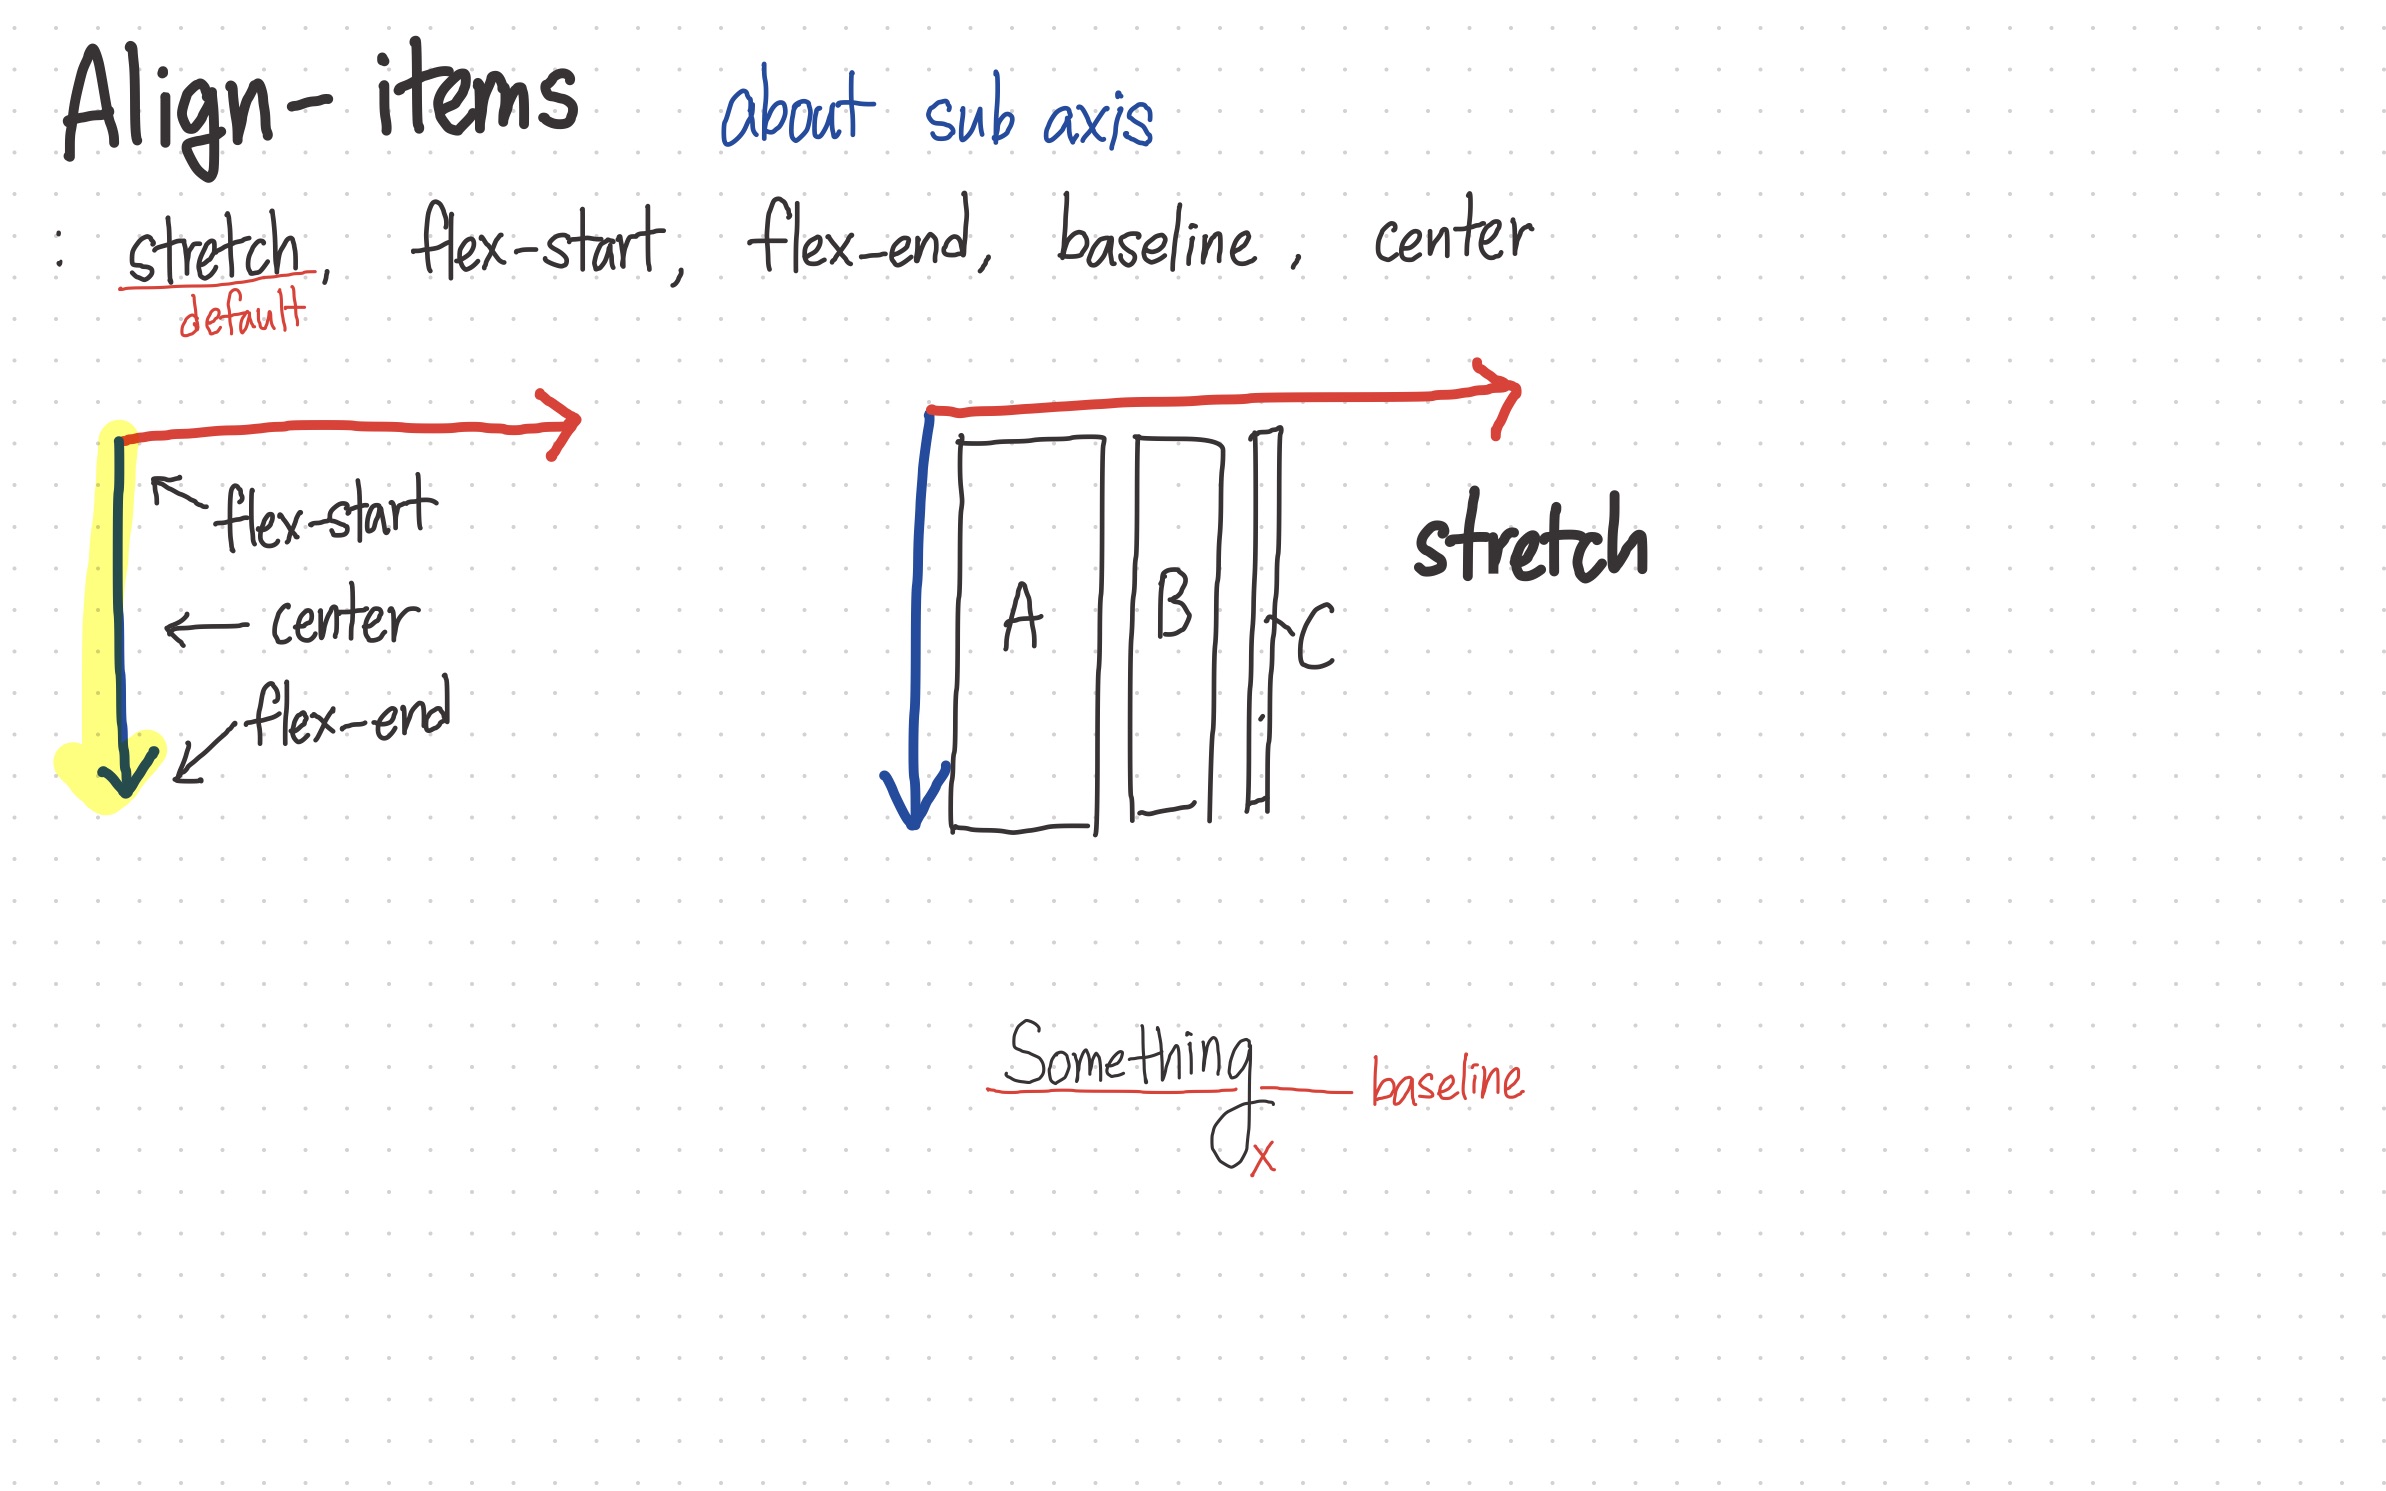 Align-items about sub axis
: stretch, flex-start, flex-end, baseline, center
default
flex-start
center
flex-end
A
B
C
stretch
Something
baseline
x